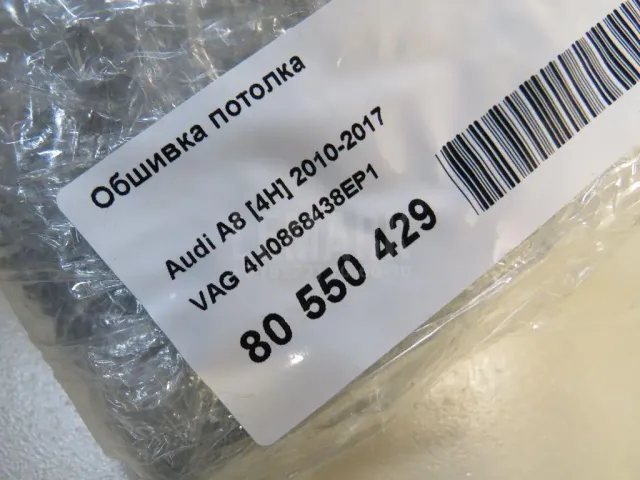 Обшивка потолка
Audi A8 [4H] 2010-2017
VAG 4H0868438EP1
80 550 429